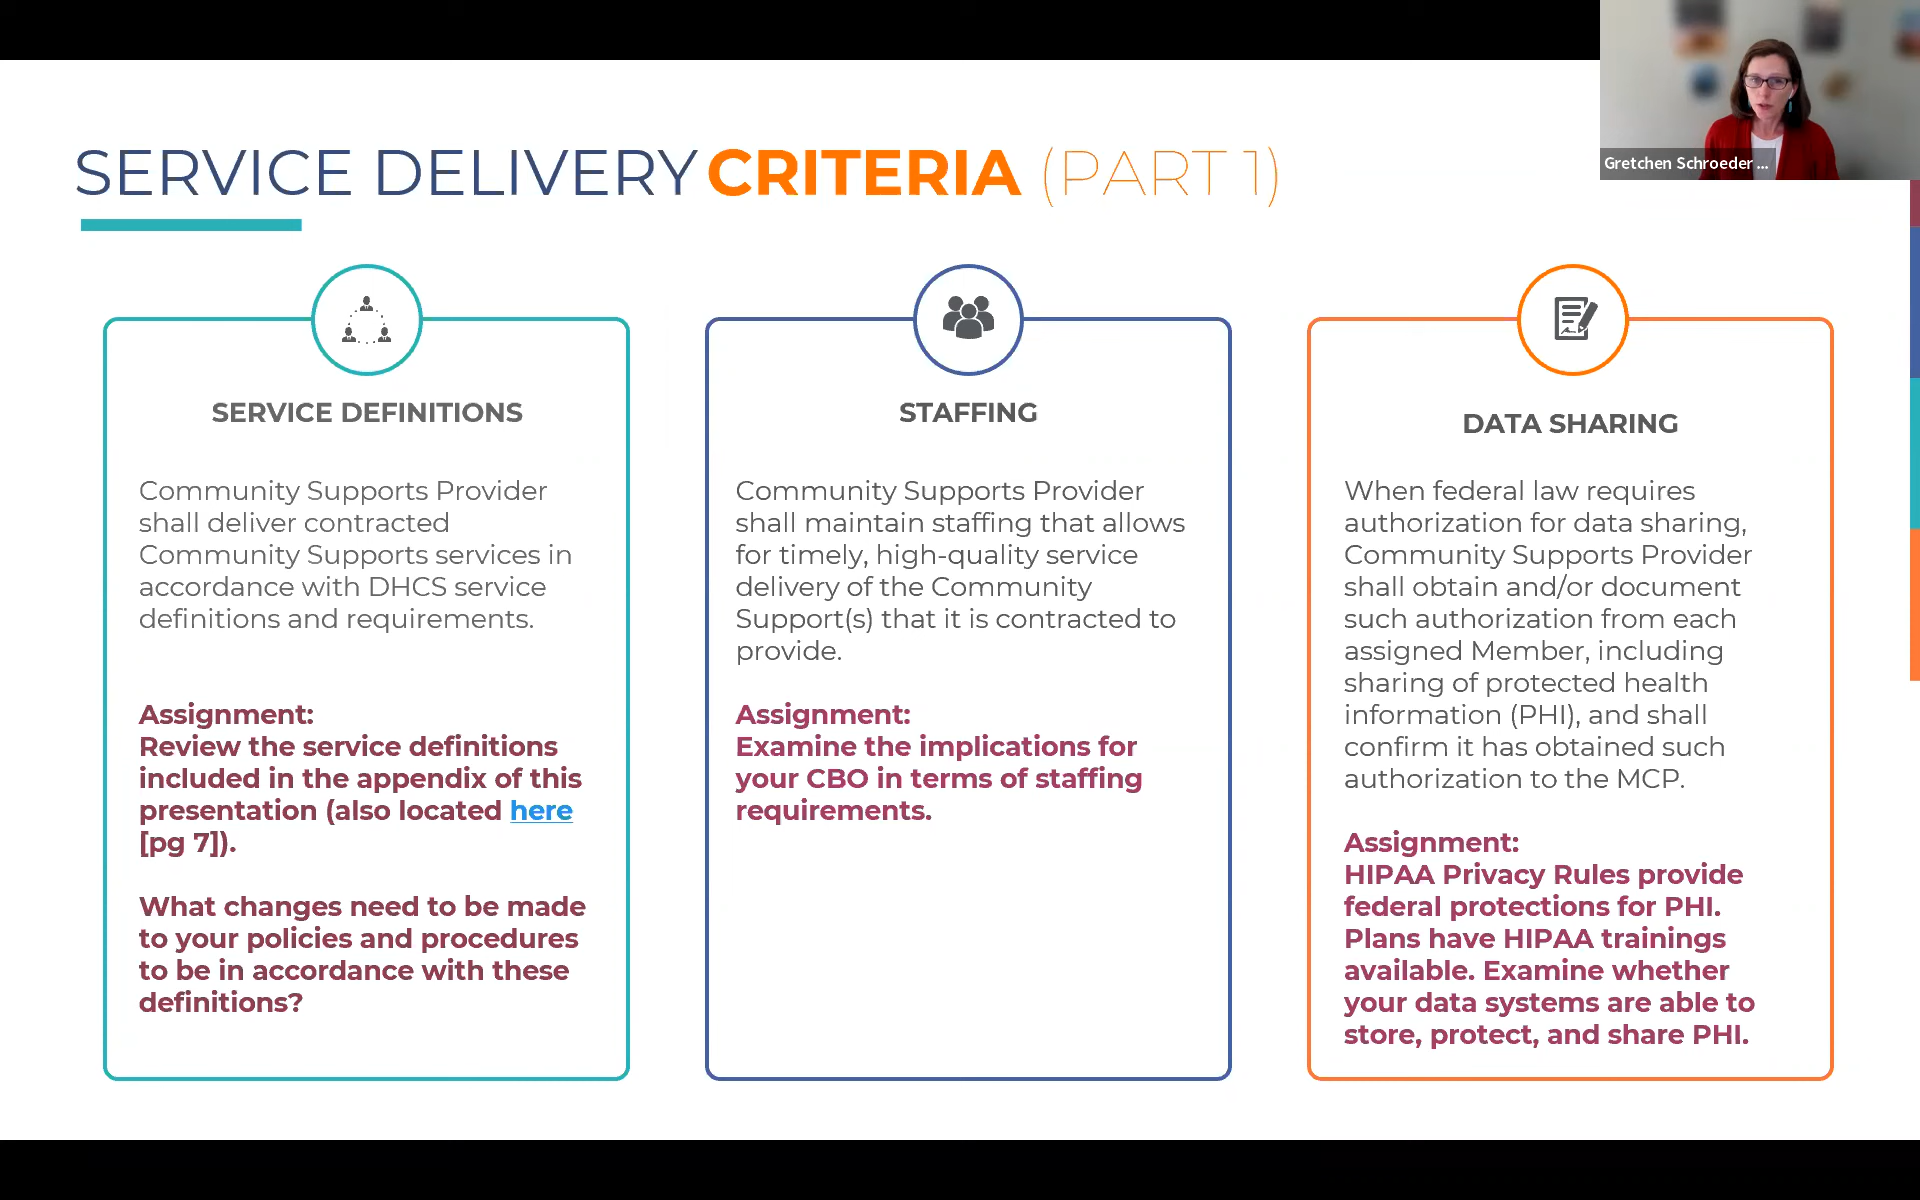 Gretchen Schroeder ...
SERVICE DELIVERY CRITERIA (PART 1)
SERVICE DEFINITIONS
Community Supports Provider
shall deliver contracted
Community Supports services in
accordance with DHCS service
definitions and requirements.
Assignment:
Review the service definitions
included in the appendix of this
presentation (also located here
[pg 7]).
What changes need to be made
to your policies and procedures
to be in accordance with these
definitions?
STAFFING
Community Supports Provider
shall maintain staffing that allows
for timely, high-quality service
delivery of the Community
Support(s) that it is contracted to
provide.
Assignment:
Examine the implications for
your CBO in terms of staffing
requirements.
DATA SHARING
When federal law requires
authorization for data sharing,
Community Supports Provider
shall obtain and/or document
such authorization from each
assigned Member, including
sharing of protected health
information (PHI), and shall
confirm it has obtained such
authorization to the MCP.
Assignment:
HIPAA Privacy Rules provide
federal protections for PHI.
Plans have HIPAA trainings
available. Examine whether
your data systems are able to
store, protect, and share PHI.